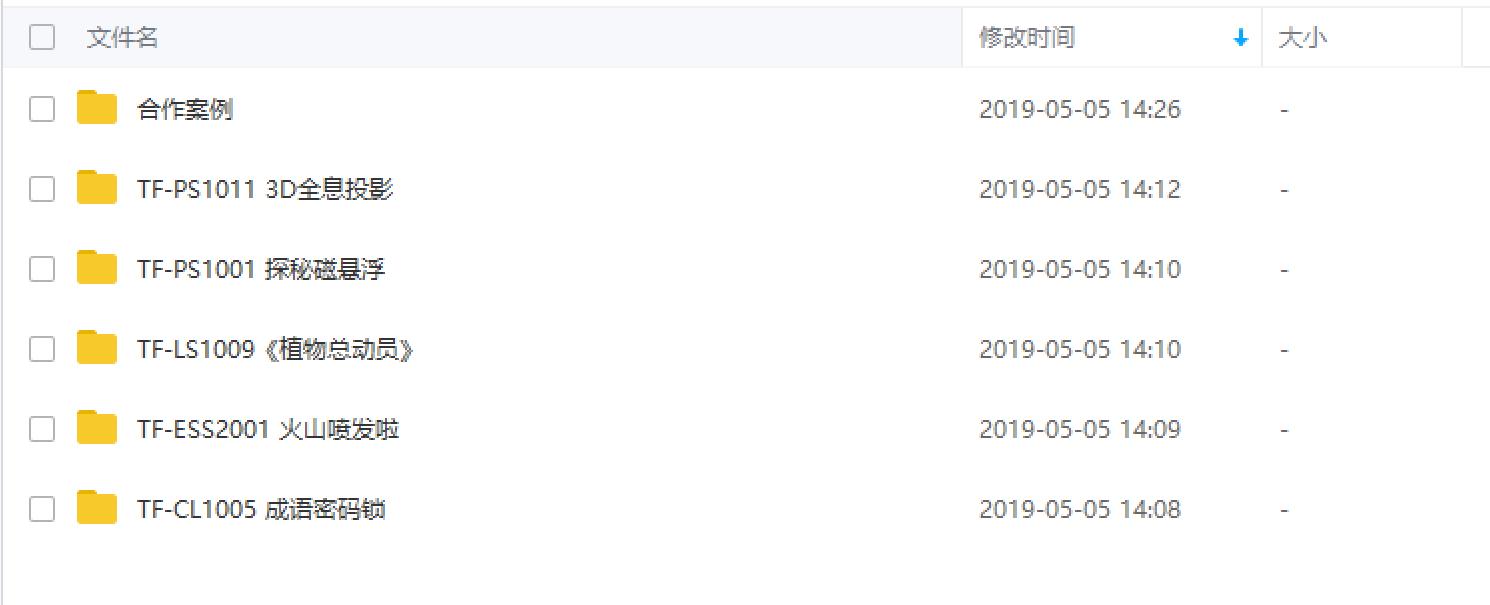 文件名 修改时间 大小
合作案例 2019-05-05 14:26 -
TF-PS1011 3D全息投影 2019-05-05 14:12 -
TF-PS1001 探秘磁悬浮 2019-05-05 14:10 -
TF-LS1009《植物总动员》 2019-05-05 14:10 -
TF-ESS2001 火山喷发啦 2019-05-05 14:09 -
TF-CL1005 成语密码锁 2019-05-05 14:08 -